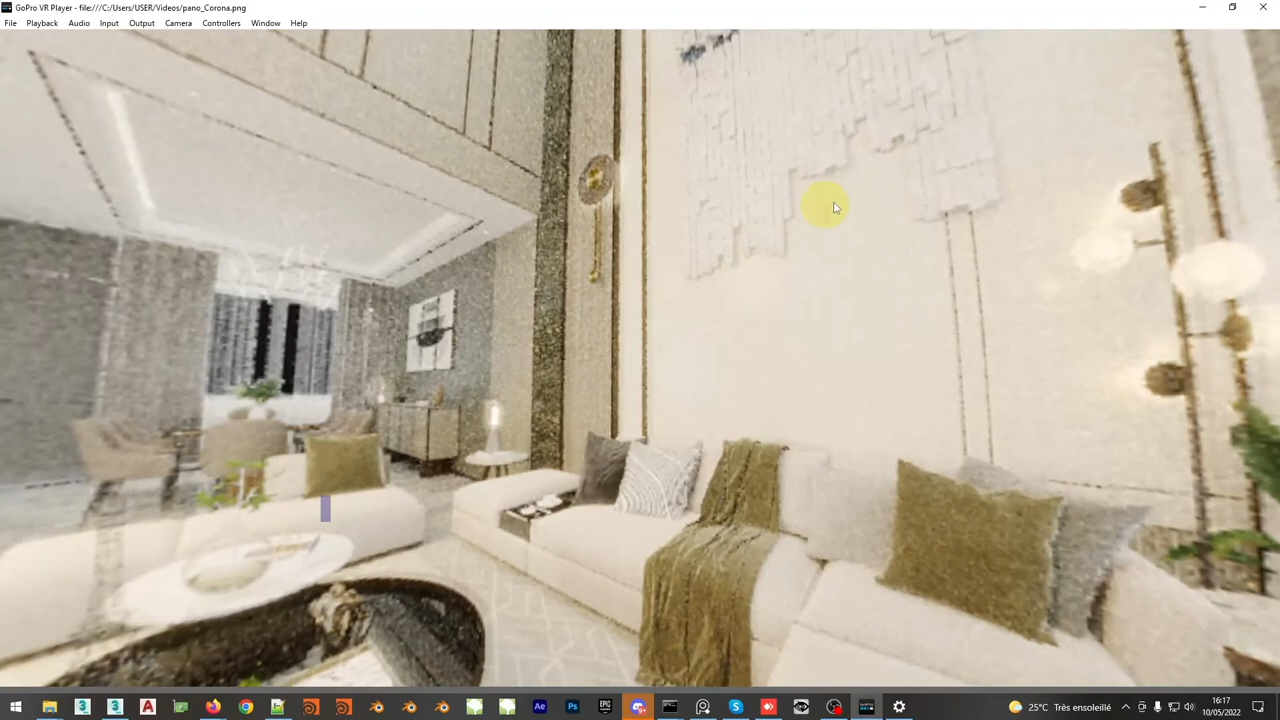 GoPro VR Player - file:///C:/Users/USER/Videos/pano_Corona.png
File Playback Audio Input Output Camera Controllers Window Help
25°C Très ensoleillé
16:17
10/05/2022